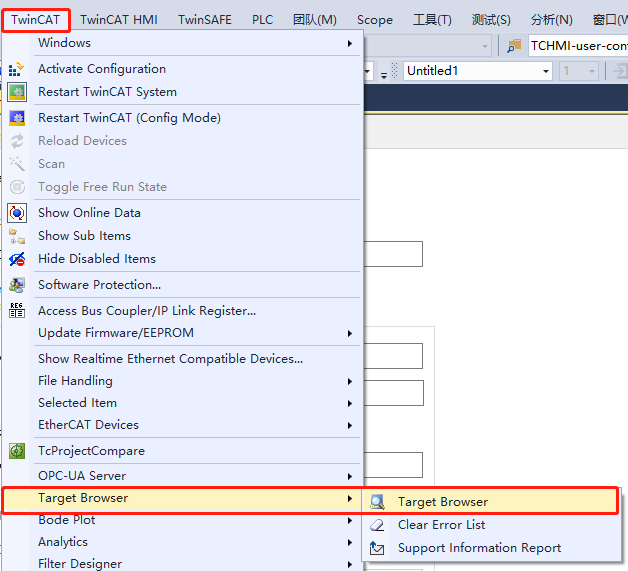 TwinCAT TwinCAT HMI TwinSAFE PLC 团队(M) Scope 工具(T) 测试(S) 分析(N) 窗口(W
Windows
TCHMI-user-con
Activate Configuration
Untitled1 1
Restart TwinCAT System
Restart TwinCAT (Config Mode)
Reload Devices
Scan
Toggle Free Run State
Show Online Data
Show Sub Items
Hide Disabled Items
Software Protection...
REG
Access Bus Coupler/IP Link Register...
Update Firmware/EEPROM
Show Realtime Ethernet Compatible Devices...
File Handling
Selected Item
EtherCAT Devices
TcProjectCompare
OPC-UA Server
Target Browser
Target Browser
Bode Plot
Clear Error List
Analytics
Support Information Report
Filter Designer